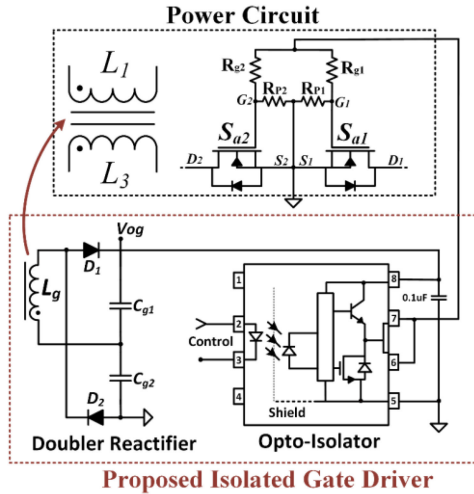 Power Circuit
L1
L3
Rg2
Rg1
RP2
RP1
G2
G1
Sa2
Sa1
D2
S2
S1
D1
Vog
D1
Lg
Cg1
Cg2
D2
Doubler Reactifier
1
2
3
4
Control
Shield
8
7
6
5
0.1uF
Opto-Isolator
Proposed Isolated Gate Driver